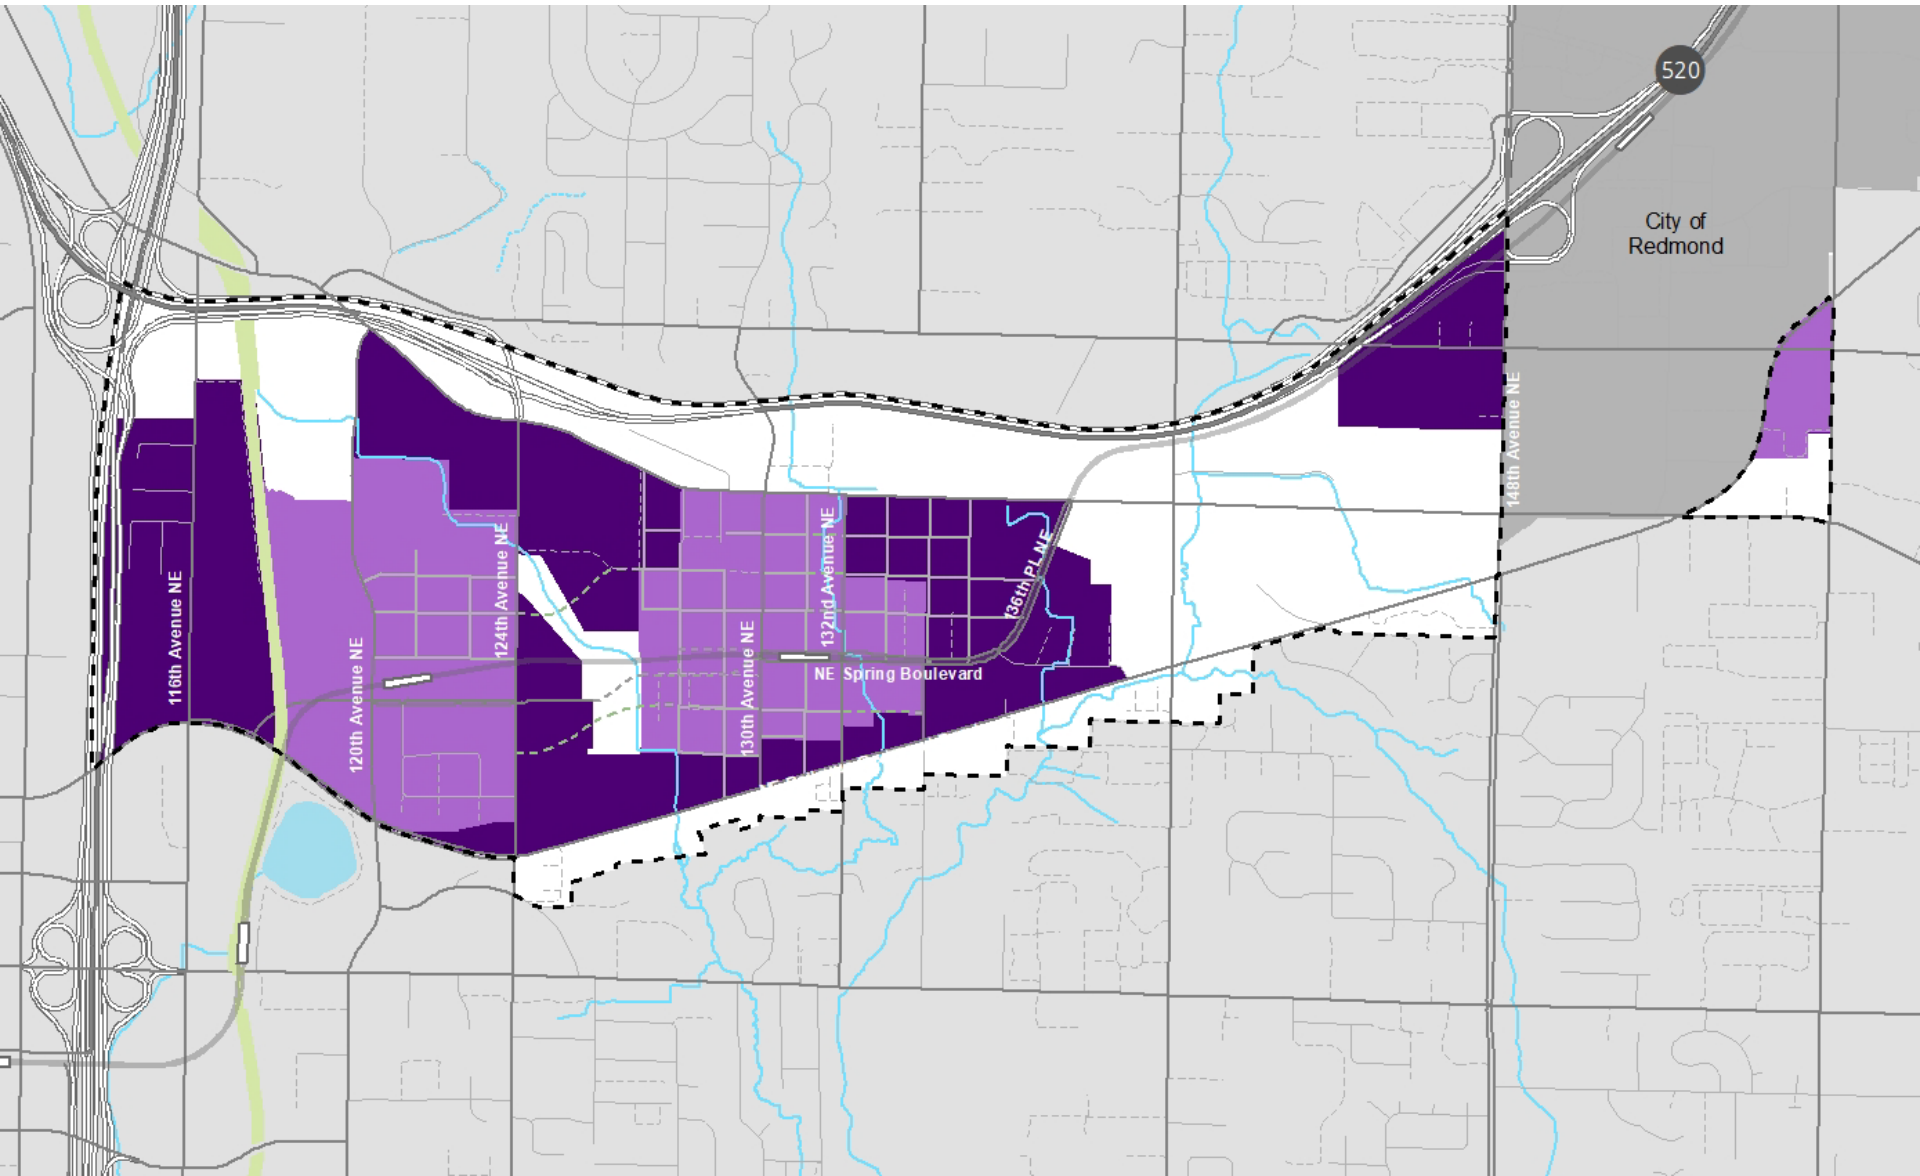 520
City of
Redmond
148th Avenue NE
124th Avenue NE
132nd Avenue NE
136th PL NE
116th Avenue NE
120th Avenue NE
130th Avenue NE
NE Spring Boulevard